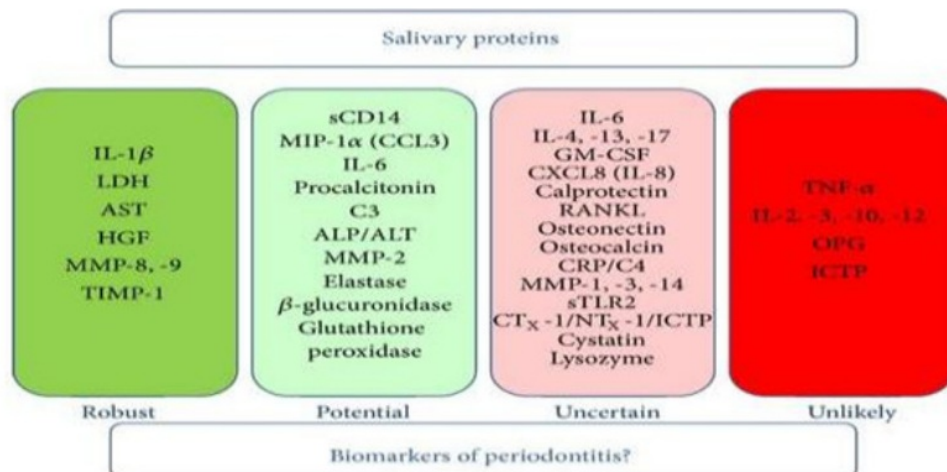 Salivary proteins
IL-1β
LDH
AST
HGF
MMP-8, -9
TIMP-1
Robust
sCD14
MIP-1α (CCL3)
IL-6
Procalcitonin
C3
ALP/ALT
MMP-2
Elastase
β-glucuronidase
Glutathione
peroxidase
Potential
IL-6
IL-4, -13, -17
GM-CSF
CXCL8 (IL-8)
Calprotectin
RANKL
Osteonectin
Osteocalcin
CRP/C4
MMP-1, -3, -14
sTLR2
CTX -1/NTX -1/ICTP
Cystatin
Lysozyme
Uncertain
TNF-α
IL-2, -3, -10, -12
OPG
ICTP
Unlikely
Biomarkers of periodontitis?